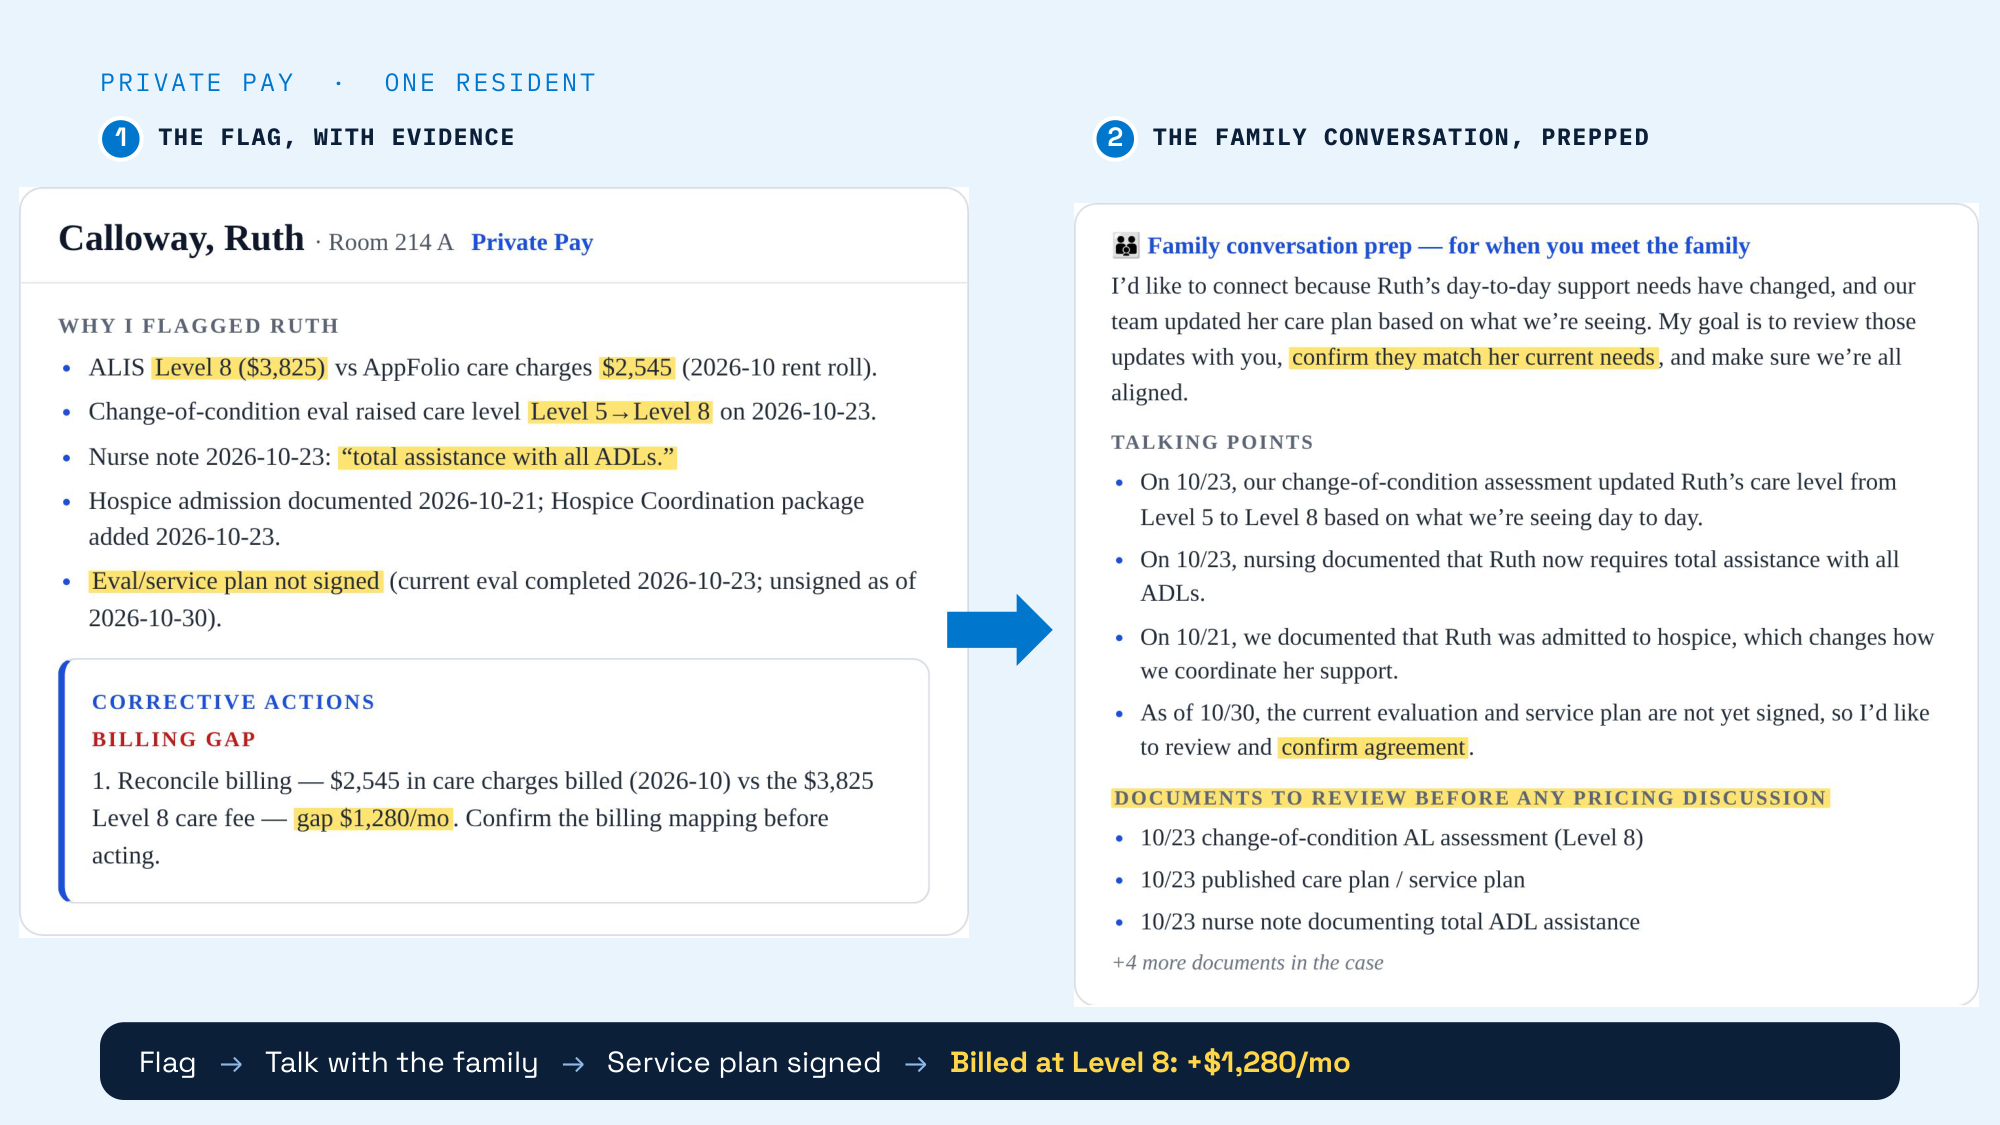 PRIVATE PAY · ONE RESIDENT
1 THE FLAG, WITH EVIDENCE
Calloway, Ruth · Room 214 A Private Pay
WHY I FLAGGED RUTH
• ALIS Level 8 ($3,825) vs AppFolio care charges $2,545 (2026-10 rent roll).
• Change-of-condition eval raised care level Level 5→Level 8 on 2026-10-23.
• Nurse note 2026-10-23: “total assistance with all ADLs.”
• Hospice admission documented 2026-10-21; Hospice Coordination package
added 2026-10-23.
• Eval/service plan not signed (current eval completed 2026-10-23; unsigned as of
2026-10-30).
CORRECTIVE ACTIONS
BILLING GAP
1. Reconcile billing — $2,545 in care charges billed (2026-10) vs the $3,825
Level 8 care fee — gap $1,280/mo. Confirm the billing mapping before
acting.
2 THE FAMILY CONVERSATION, PREPPED
Family conversation prep — for when you meet the family
I’d like to connect because Ruth’s day-to-day support needs have changed, and our
team updated her care plan based on what we’re seeing. My goal is to review those
updates with you, confirm they match her current needs, and make sure we’re all
aligned.
TALKING POINTS
• On 10/23, our change-of-condition assessment updated Ruth’s care level from
Level 5 to Level 8 based on what we’re seeing day to day.
• On 10/23, nursing documented that Ruth now requires total assistance with all
ADLs.
• On 10/21, we documented that Ruth was admitted to hospice, which changes how
we coordinate her support.
• As of 10/30, the current evaluation and service plan are not yet signed, so I’d like
to review and confirm agreement.
DOCUMENTS TO REVIEW BEFORE ANY PRICING DISCUSSION
• 10/23 change-of-condition AL assessment (Level 8)
• 10/23 published care plan / service plan
• 10/23 nurse note documenting total ADL assistance
+4 more documents in the case
Flag → Talk with the family → Service plan signed → Billed at Level 8: +$1,280/mo